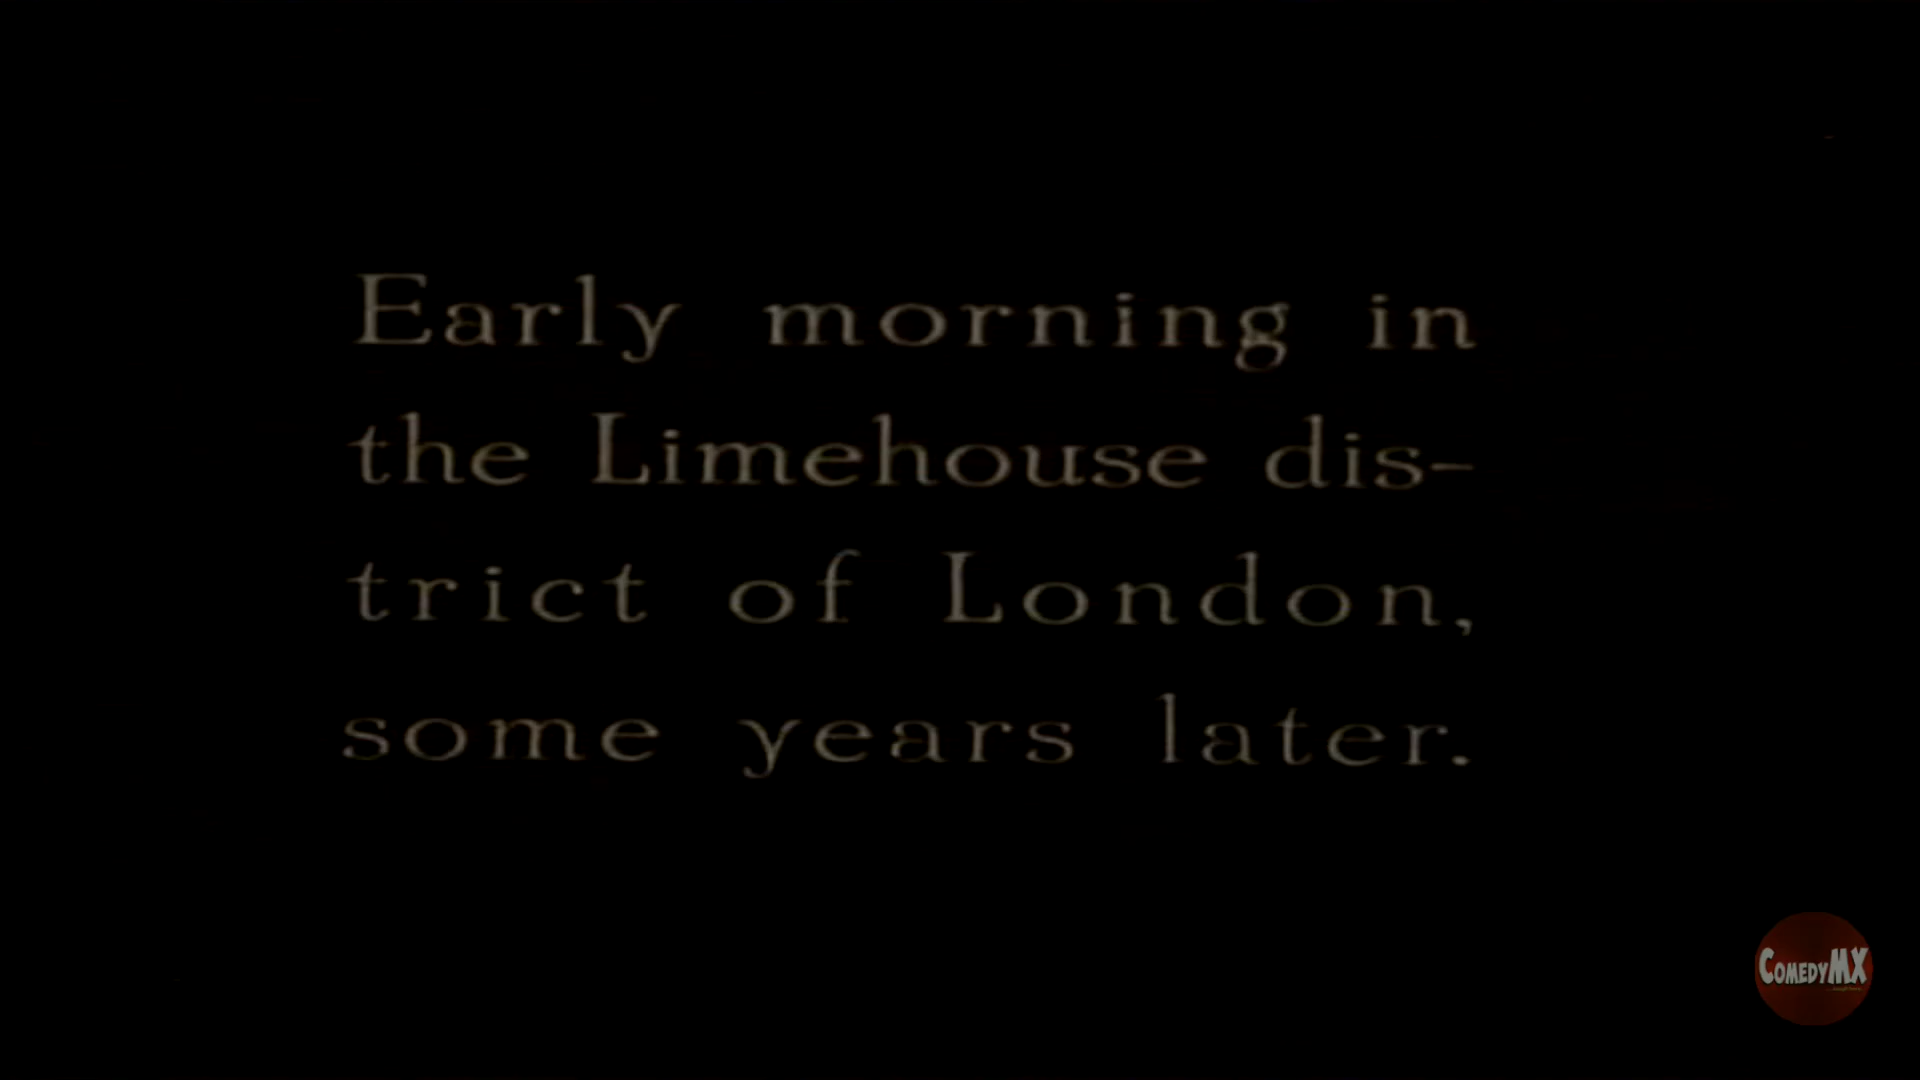 Early morning in
the Limehouse dis-
trict of London,
some years later.
COMEDYMX